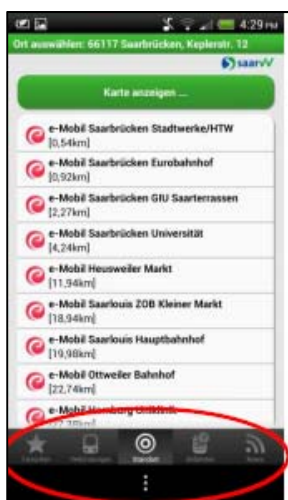 4:29 PM
Ort auswählen: 66117 Saarbrücken, Keplerstr. 12
saarVV
Karte anzeigen ...
e-Mobil Saarbrücken Stadtwerke/HTW
[0,54km]
e-Mobil Saarbrücken Eurobahnhof
[0,92km]
e-Mobil Saarbrücken GIU Saarterrassen
[2,27km]
e-Mobil Saarbrücken Universität
[4,24km]
e-Mobil Heusweiler Markt
[11,94km]
e-Mobil Saarlouis ZOB Kleiner Markt
[18,94km]
e-Mobil Saarlouis Hauptbahnhof
[19,98km]
e-Mobil Ottweiler Bahnhof
[22,74km]
e-Mobil Homburg Uniklinik
Standort